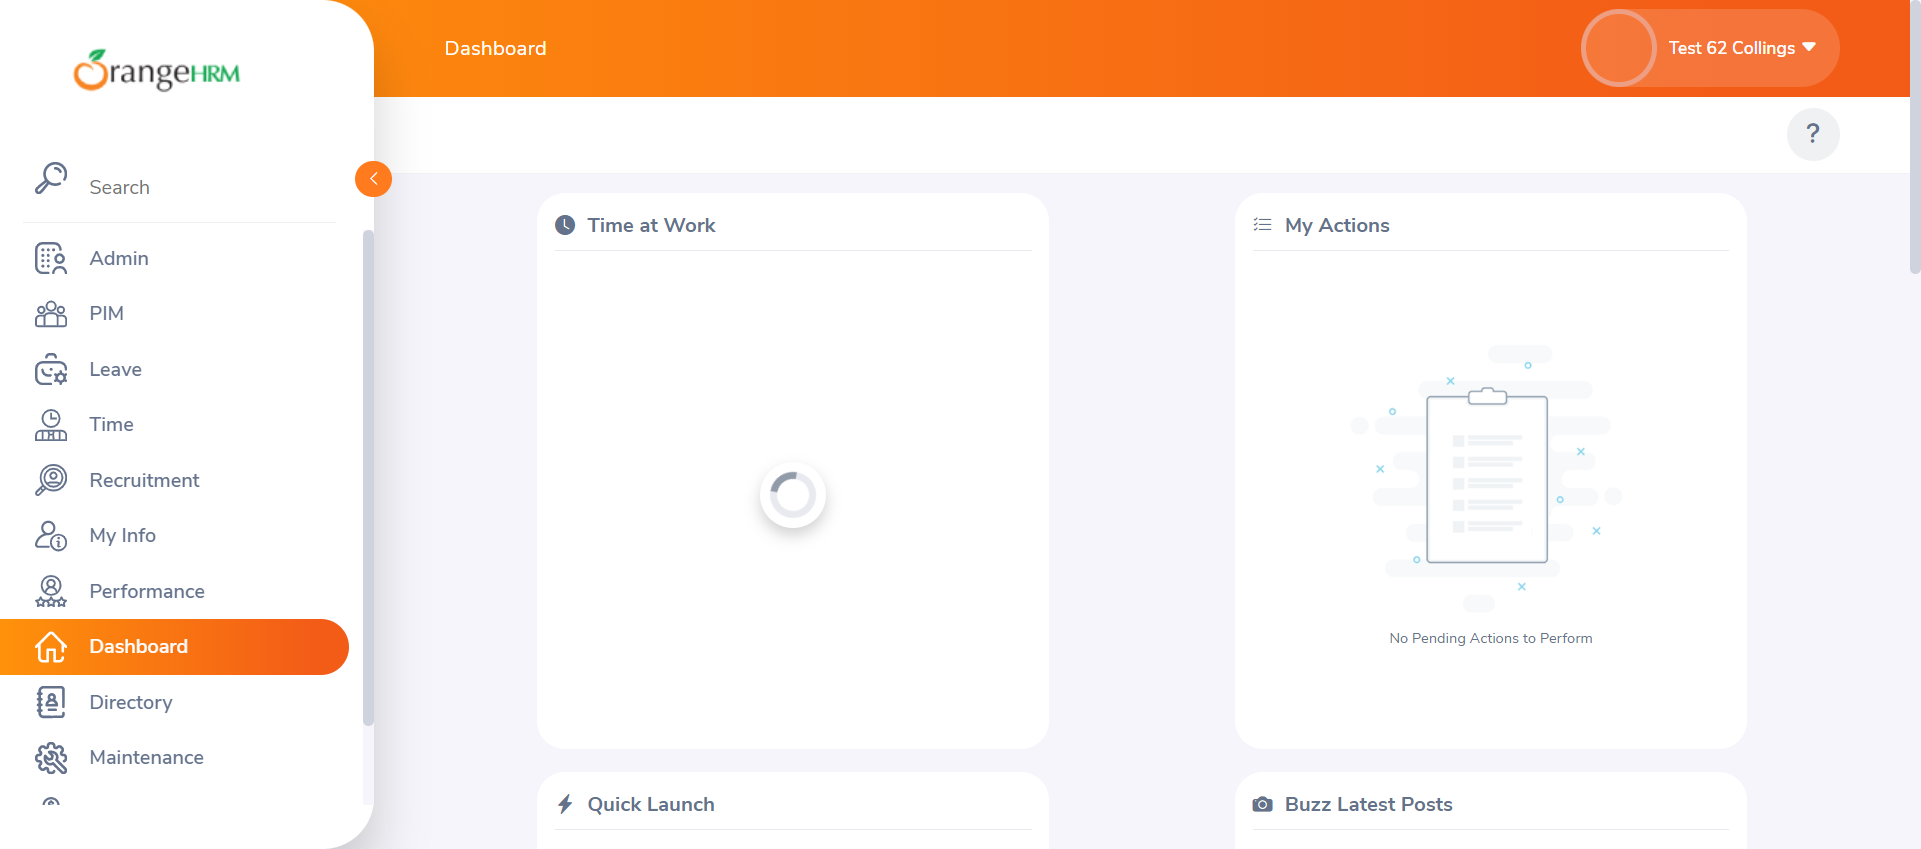 OrangeHRM
Dashboard
Test 62 Collings
?
Search
Admin
PIM
Leave
Time
Recruitment
My Info
Performance
Dashboard
Directory
Maintenance
Time at Work
My Actions
No Pending Actions to Perform
Quick Launch
Buzz Latest Posts